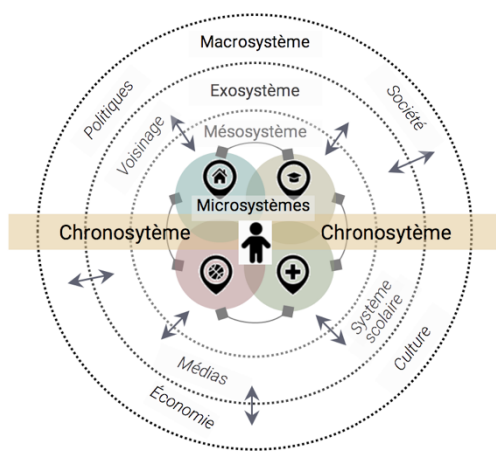 Macrosystème
Exosystème
Mésosystème
Politiques
Société
Voisinage
Microsystèmes
Chronosytème
Chronosytème
Système
scolaire
Culture
Médias
Économie